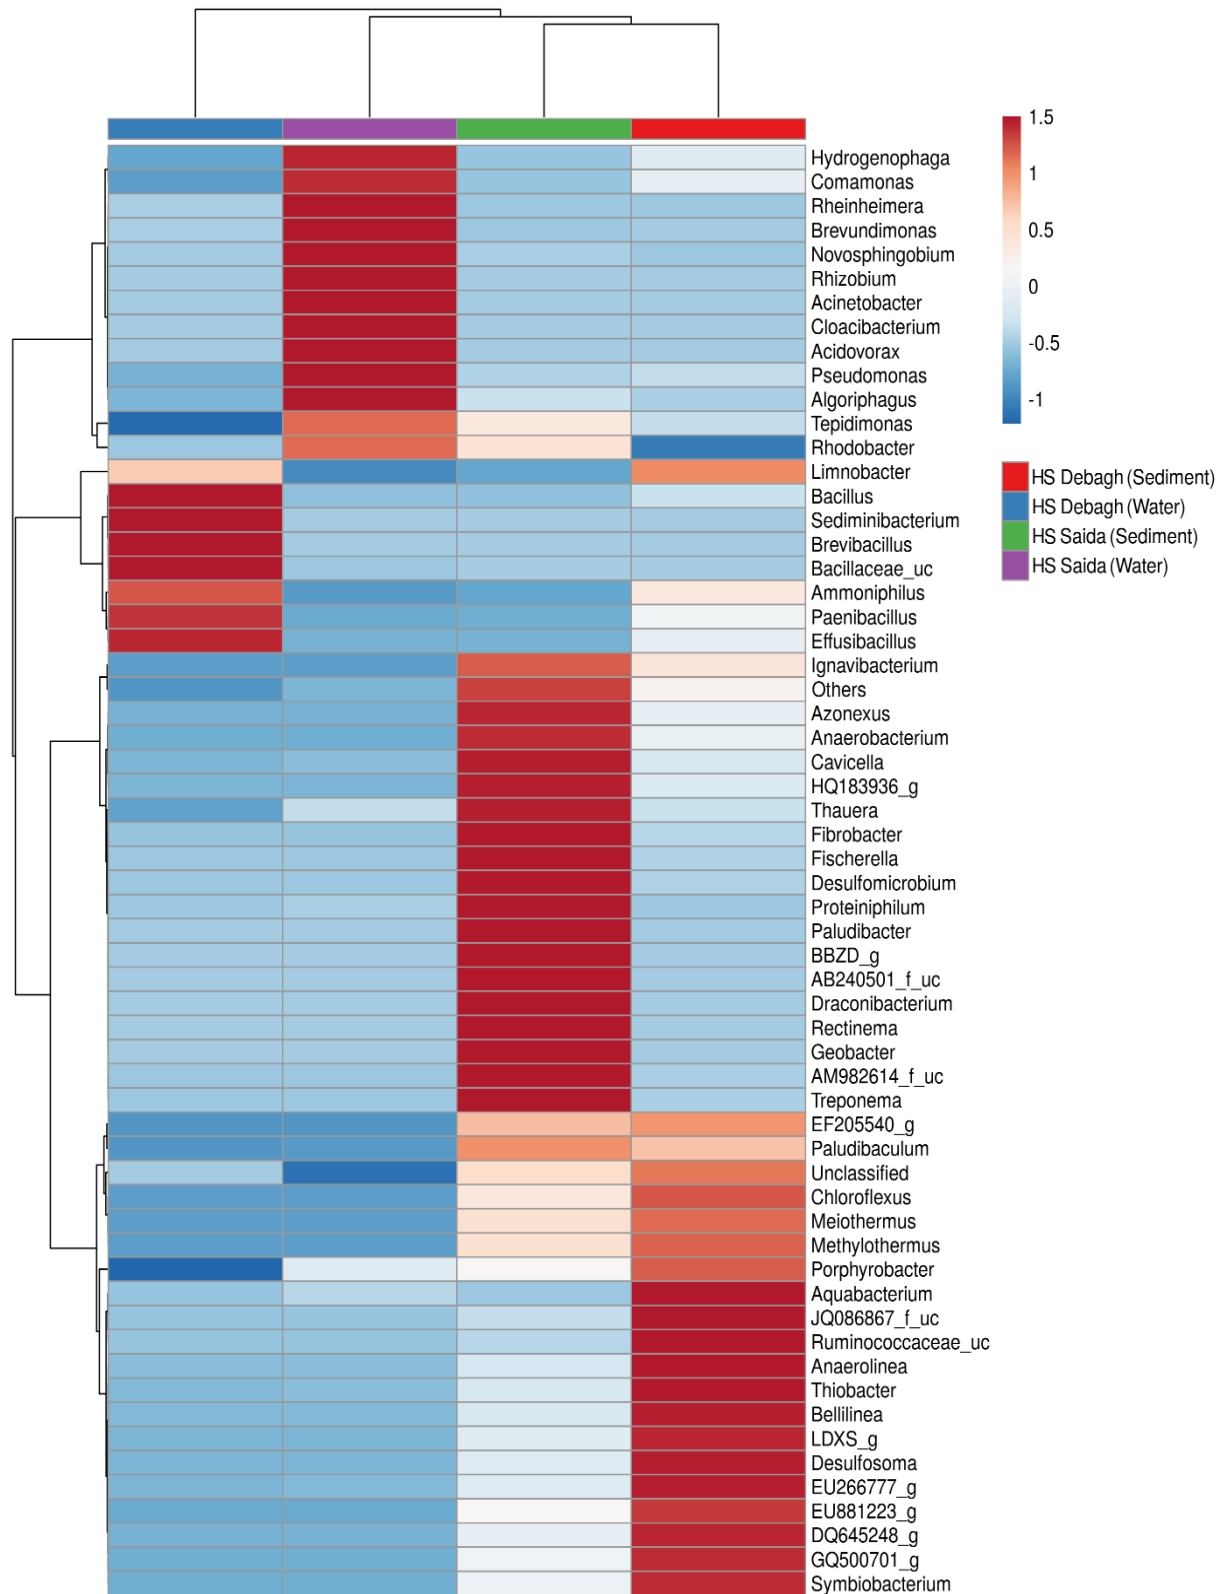 Hydrogenophaga
Comamonas
Rheinheimera
Brevundimonas
Novosphingobium
Rhizobium
Acinetobacter
Cloacibacterium
Acidovorax
Pseudomonas
Algoriphagus
Tepidimonas
Rhodobacter
Limnobacter
Bacillus
Sediminibacterium
Brevibacillus
Bacillaceae_uc
Ammoniphilus
Paenibacillus
Effusibacillus
Ignavibacterium
Others
Azonexus
Anaerobacterium
Cavicella
HQ183936_g
Thauera
Fibrobacter
Fischerella
Desulfomicrobium
Proteiniphilum
Paludibacter
BBZD_g
AB240501_f_uc
Draconibacterium
Rectinema
Geobacter
AM982614_f_uc
Treponema
EF205540_g
Paludibaculum
Unclassified
Chloroflexus
Meiothermus
Methylothermus
Porphyrobacter
Aquabacterium
JQ086867_f_uc
Ruminococcaceae_uc
Anaerolinea
Thiobacter
Bellilinea
LDXS_g
Desulfosoma
EU266777_g
EU881223_g
DQ645248_g
GQ500701_g
Symbiobacterium
1.5
1
0.5
0
-0.5
-1
HS Debagh (Sediment)
HS Debagh (Water)
HS Saida (Sediment)
HS Saida (Water)